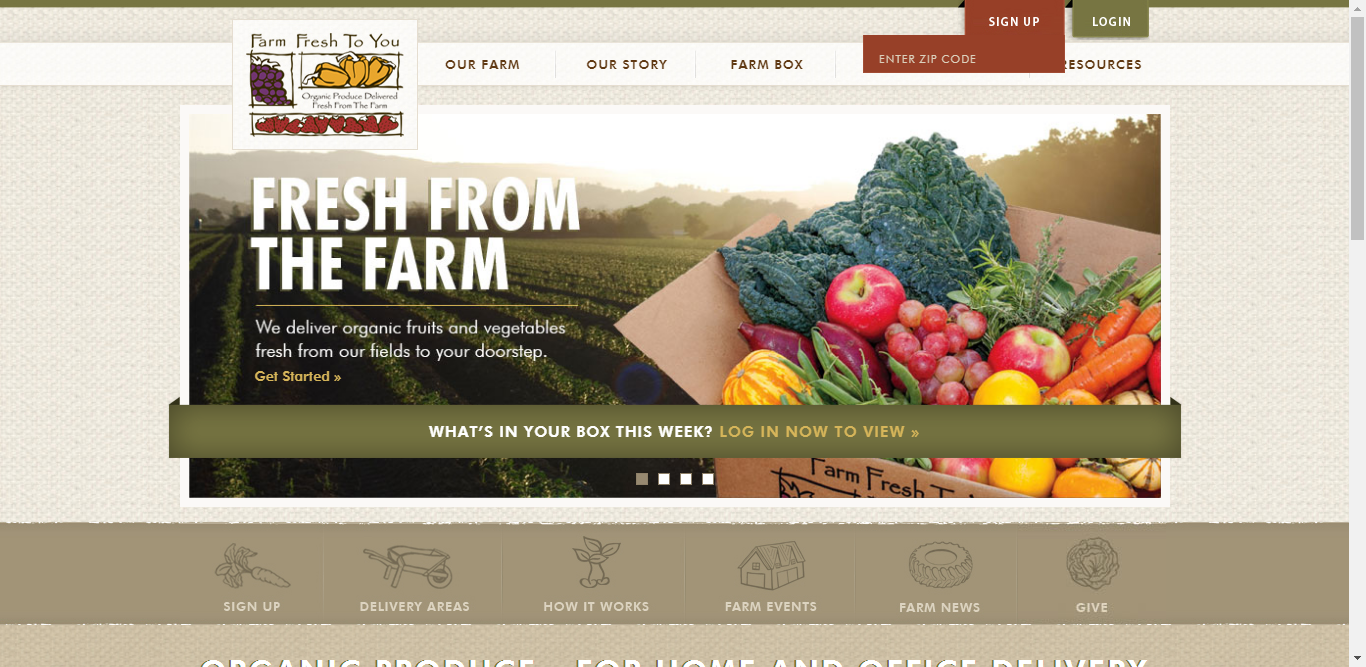 SIGN UP
LOGIN
Farm Fresh To You
Organic Produce Delivered
Fresh From The Farm
OUR FARM
OUR STORY
FARM BOX
ENTER ZIP CODE
RESOURCES
FRESH FROM
THE FARM
We deliver organic fruits and vegetables
fresh from our fields to your doorstep.
Get Started »
WHAT'S IN YOUR BOX THIS WEEK? LOG IN NOW TO VIEW »
Farm Fresh T
SIGN UP
DELIVERY AREAS
HOW IT WORKS
FARM EVENTS
FARM NEWS
GIVE
ORGANIC PRODUCE - FOR HOME AND OFFICE DELIVERY